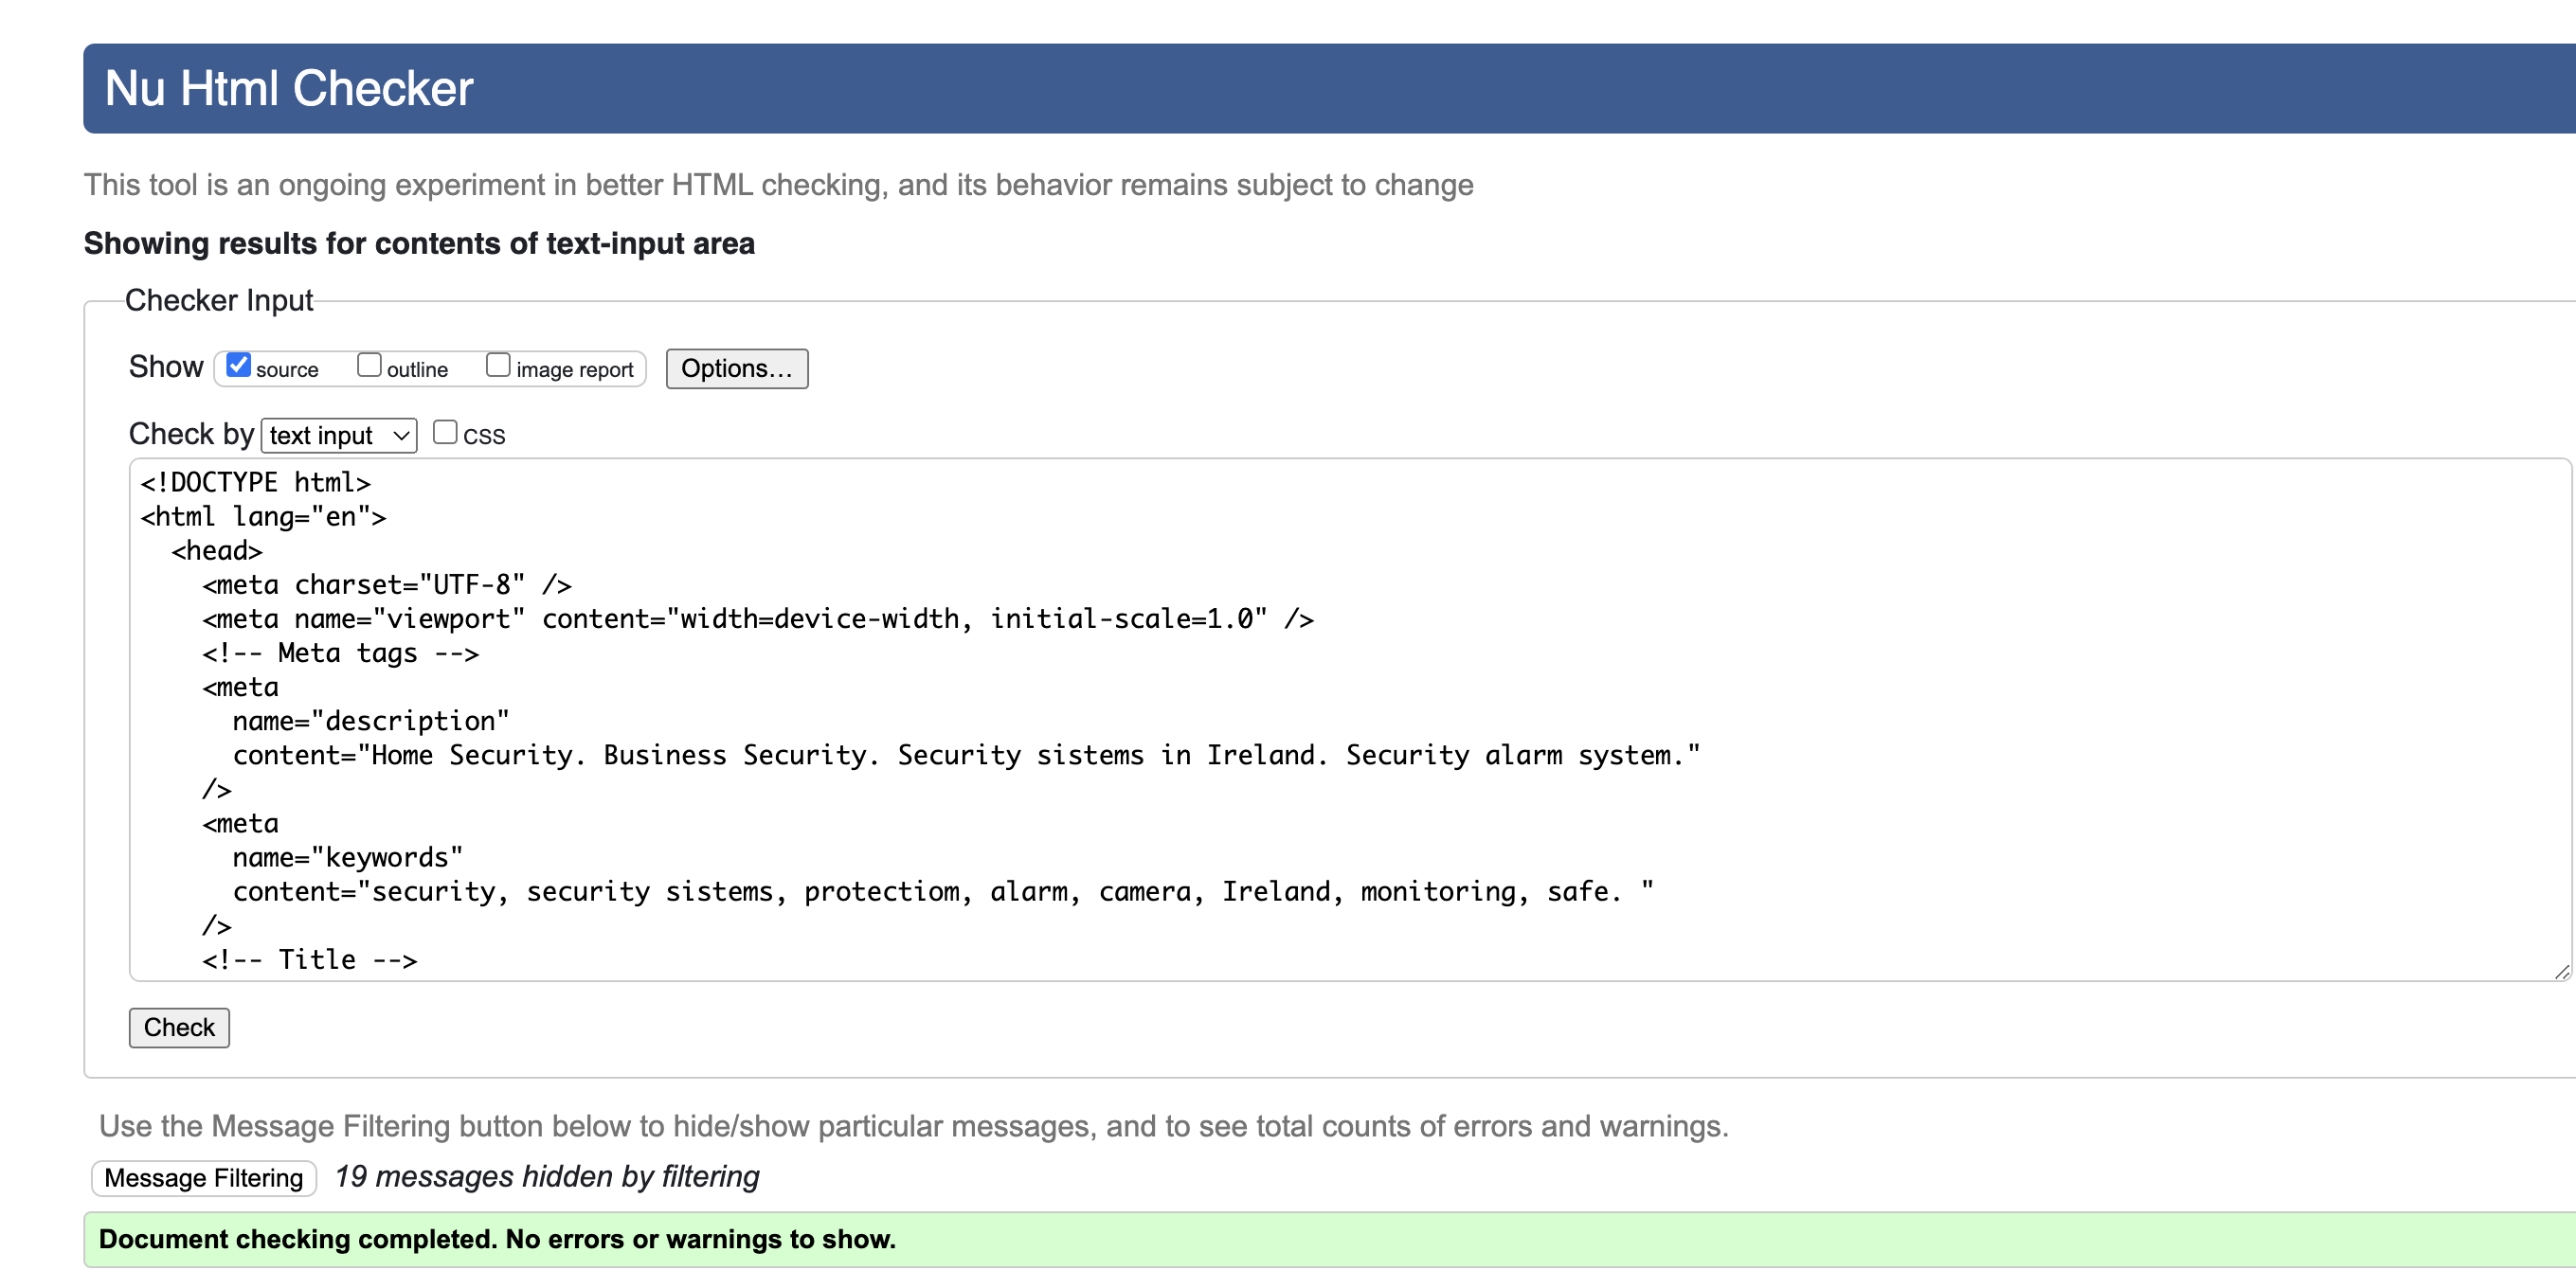 Nu Html Checker
This tool is an ongoing experiment in better HTML checking, and its behavior remains subject to change
Showing results for contents of text-input area
Checker Input
Show source outline image report Options…
Check by text input CSS
<!DOCTYPE html>
<html lang="en">
<head>
<meta charset="UTF-8" />
<meta name="viewport" content="width=device-width, initial-scale=1.0" />
<!-- Meta tags -->
<meta
name="description"
content="Home Security. Business Security. Security sistems in Ireland. Security alarm system."
/>
<meta
name="keywords"
content="security, security sistems, protectiom, alarm, camera, Ireland, monitoring, safe. "
/>
<!-- Title -->
Check
Use the Message Filtering button below to hide/show particular messages, and to see total counts of errors and warnings.
Message Filtering 19 messages hidden by filtering
Document checking completed. No errors or warnings to show.